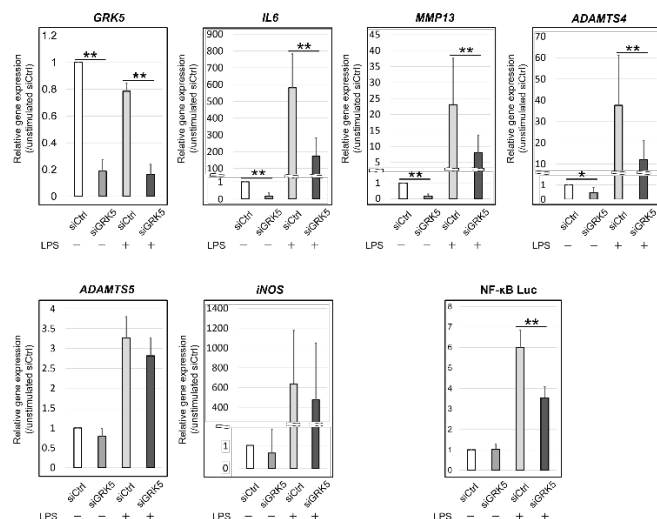 GRK5
IL6
MMP13
ADAMTS4
Relative gene expression
(/unstimulated siCtrl)
1.2
1
0.8
0.6
0.4
0.2
0
**
**
siCtrl
siGRK5
siCtrl
siGRK5
LPS
− − + +
Relative gene expression
(/unstimulated siCtrl)
900
800
700
600
500
400
300
200
100
1
0
**
**
siCtrl
siGRK5
siCtrl
siGRK5
LPS
− − + +
Relative gene expression
(/unstimulated siCtrl)
45
40
35
30
25
20
15
10
5
1
0
**
**
siCtrl
siGRK5
siCtrl
siGRK5
LPS
− − + +
Relative gene expression
(/unstimulated siCtrl)
70
60
50
40
30
20
10
1
0
*
**
siCtrl
siGRK5
siCtrl
siGRK5
LPS
− − + +
ADAMTS5
iNOS
NF-κB Luc
Relative gene expression
(/unstimulated siCtrl)
4
3.5
3
2.5
2
1.5
1
0.5
0
siCtrl
siGRK5
siCtrl
siGRK5
LPS
− − + +
Relative gene expression
(/unstimulated siCtrl)
1400
1200
1000
800
600
400
1
0
siCtrl
siGRK5
siCtrl
siGRK5
LPS
− − + +
Relative gene expression
(/unstimulated siCtrl)
8
7
6
5
4
3
2
1
0
**
siCtrl
siGRK5
siCtrl
siGRK5
LPS
− − + +